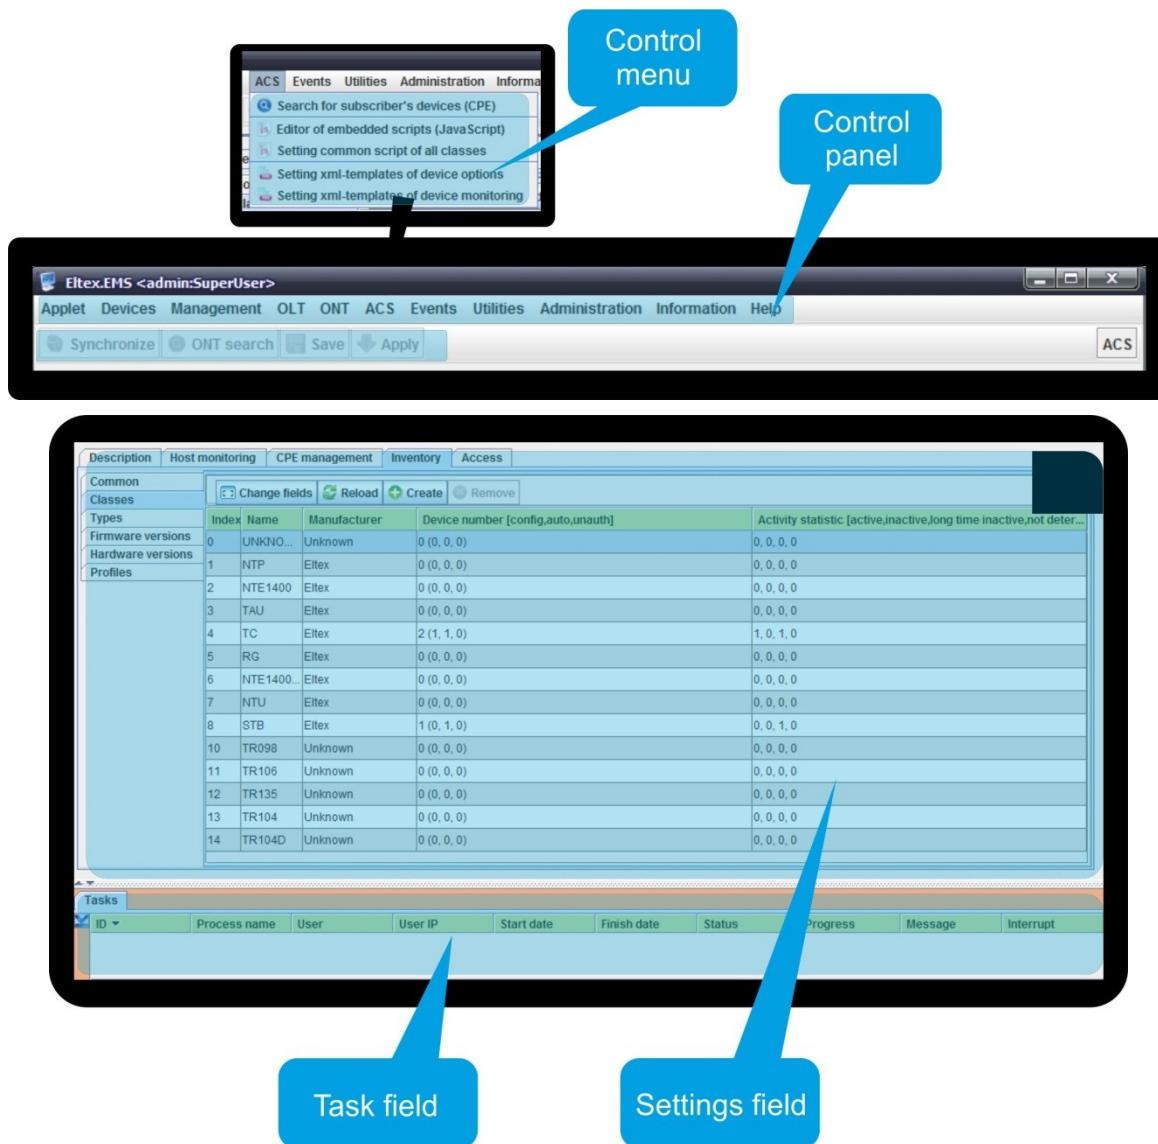 Control
menu
ACS Events Utilities Administration Informa
Search for subscriber's devices (CPE)
Editor of embedded scripts (JavaScript)
Setting common script of all classes
Setting xml-templates of device options
Setting xml-templates of device monitoring
Control
panel
Eltex.EMS <admin:SuperUser>
Applet Devices Management OLT ONT ACS Events Utilities Administration Information Help
Synchronize ONT search Save Apply ACS
Description Host monitoring CPE management Inventory Access
Common
Classes
Types
Firmware versions
Hardware versions
Profiles
Change fields Reload Create Remove
Index Name Manufacturer Device number [config,auto,unauth] Activity statistic [active,inactive,long time inactive,not deter...
0 UNKNO... Unknown 0 (0, 0, 0) 0, 0, 0, 0
1 NTP Eltex 0 (0, 0, 0) 0, 0, 0, 0
2 NTE1400 Eltex 0 (0, 0, 0) 0, 0, 0, 0
3 TAU Eltex 0 (0, 0, 0) 0, 0, 0, 0
4 TC Eltex 2 (1, 1, 0) 1, 0, 1, 0
5 RG Eltex 0 (0, 0, 0) 0, 0, 0, 0
6 NTE1400... Eltex 0 (0, 0, 0) 0, 0, 0, 0
7 NTU Eltex 0 (0, 0, 0) 0, 0, 0, 0
8 STB Eltex 1 (0, 1, 0) 0, 0, 1, 0
10 TR098 Unknown 0 (0, 0, 0) 0, 0, 0, 0
11 TR106 Unknown 0 (0, 0, 0) 0, 0, 0, 0
12 TR135 Unknown 0 (0, 0, 0) 0, 0, 0, 0
13 TR104 Unknown 0 (0, 0, 0) 0, 0, 0, 0
14 TR104D Unknown 0 (0, 0, 0) 0, 0, 0, 0
Tasks
ID Process name User User IP Start date Finish date Status Progress Message Interrupt
Task field
Settings field